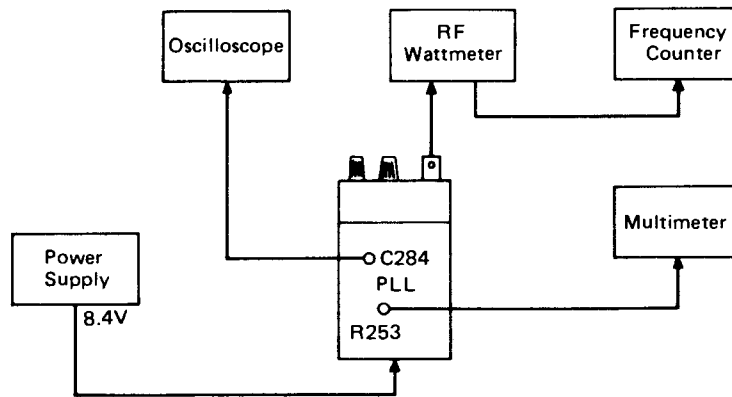 Oscilloscope
RF
Wattmeter
Frequency
Counter
Power
Supply
8.4V
C284
PLL
R253
Multimeter